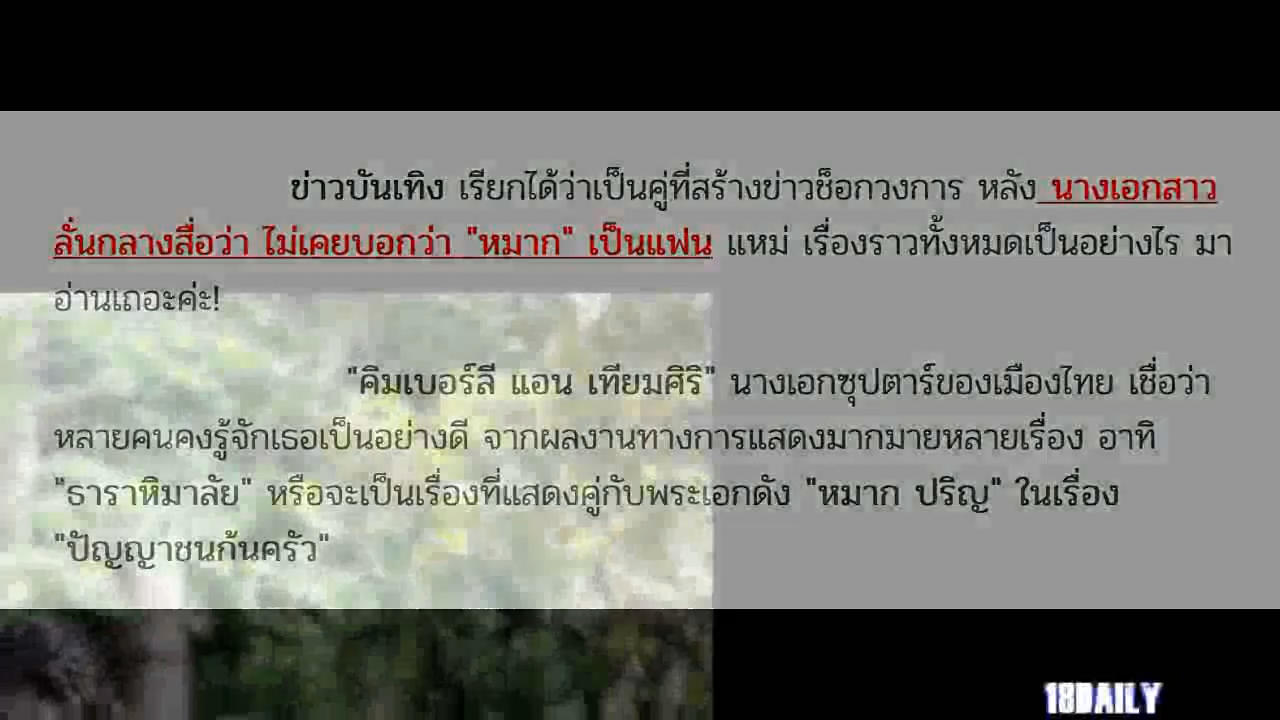 ข่าวบันเทิง เรียกได้ว่าเป็นคู่ที่สร้างข่าวช็อกวงการ หลัง นางเอกสาว
ลั่นกลางสื่อว่า ไม่เคยบอกว่า "หมาก" เป็นแฟน แหม่ เรื่องราวทั้งหมดเป็นอย่างไร มา
อ่านเถอะค่ะ!
"คิมเบอร์ลี แอน เทียมศิริ" นางเอกซุปตาร์ของเมืองไทย เชื่อว่า
หลายคนคงรู้จักเธอเป็นอย่างดี จากผลงานทางการแสดงมากมายหลายเรื่อง อาทิ
"ธาราหิมาลัย" หรือจะเป็นเรื่องที่แสดงคู่กับพระเอกดัง "หมาก ปริญ" ในเรื่อง
"ปัญญาชนก้นครัว"
18DAILY